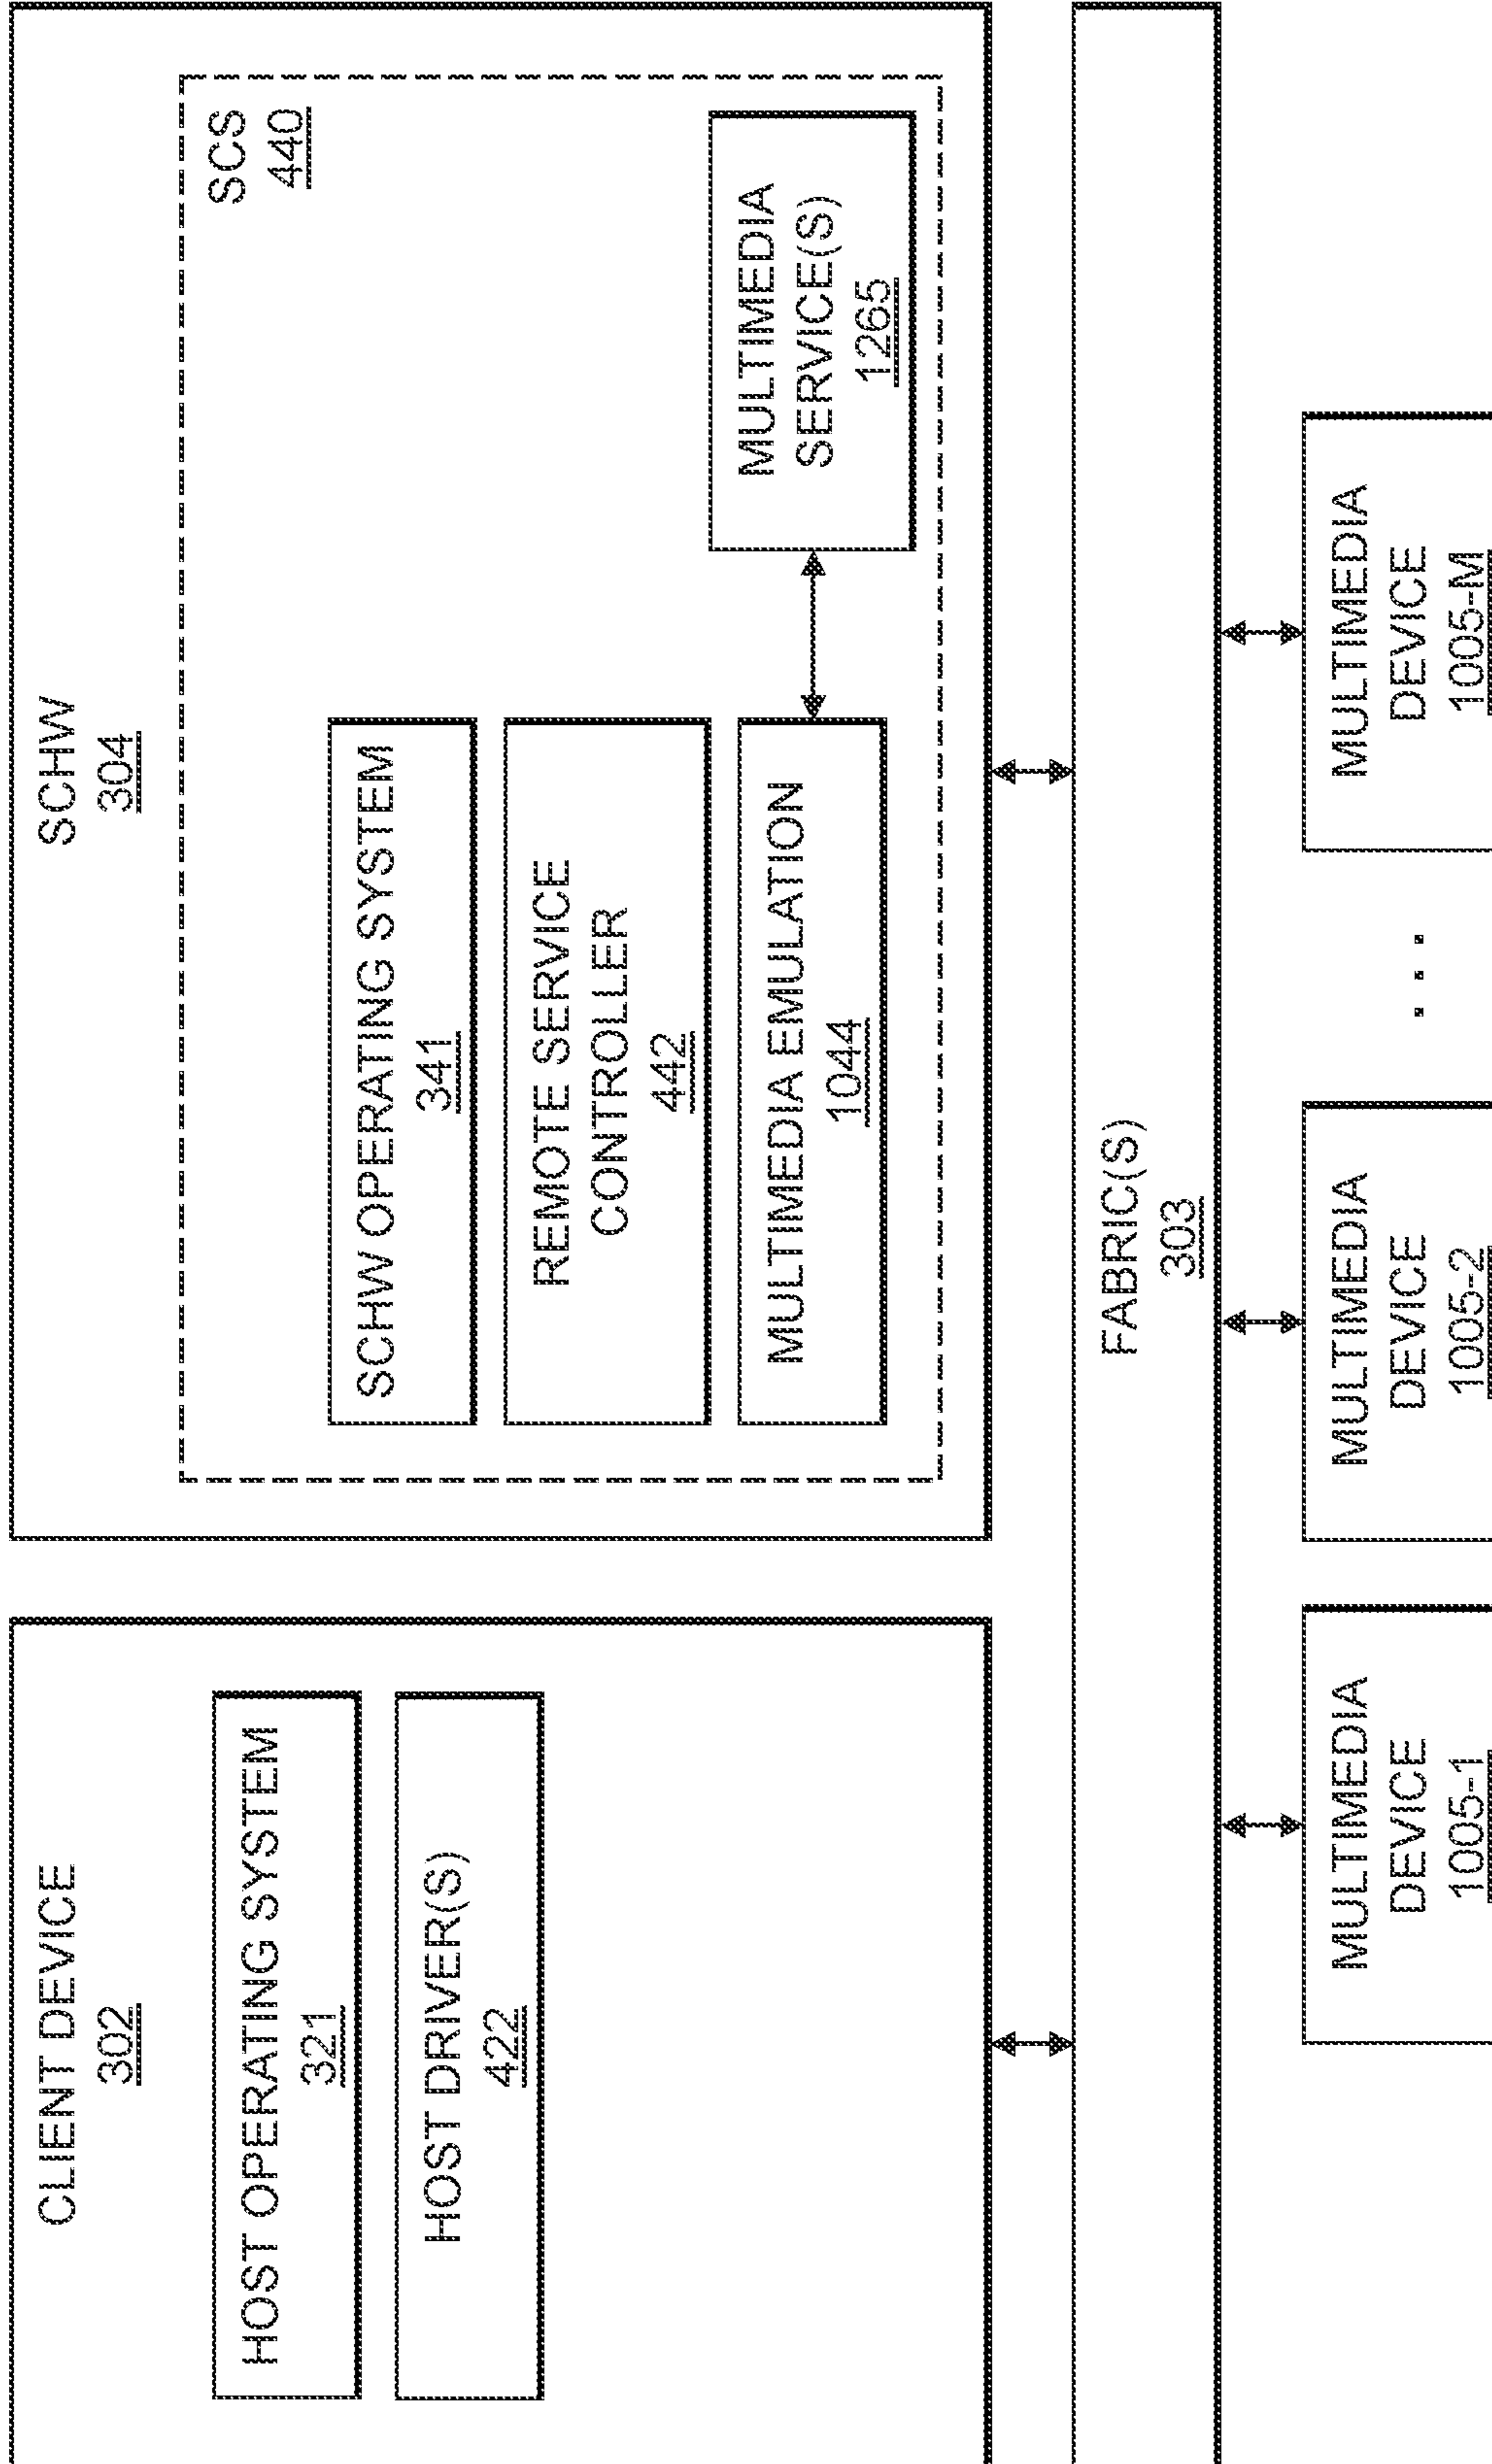 CLIENT DEVICE
302
HOST OPERATING SYSTEM
321
HOST DRIVER(S)
422
SCHW
304
SCS
440
SCHW OPERATING SYSTEM
341
REMOTE SERVICE
CONTROLLER
442
MULTIMEDIA EMULATION
1044
MULTIMEDIA
SERVICE(S)
1265
FABRIC(S)
303
MULTIMEDIA
DEVICE
1005-1
MULTIMEDIA
DEVICE
1005-2
. . .
MULTIMEDIA
DEVICE
1005-M